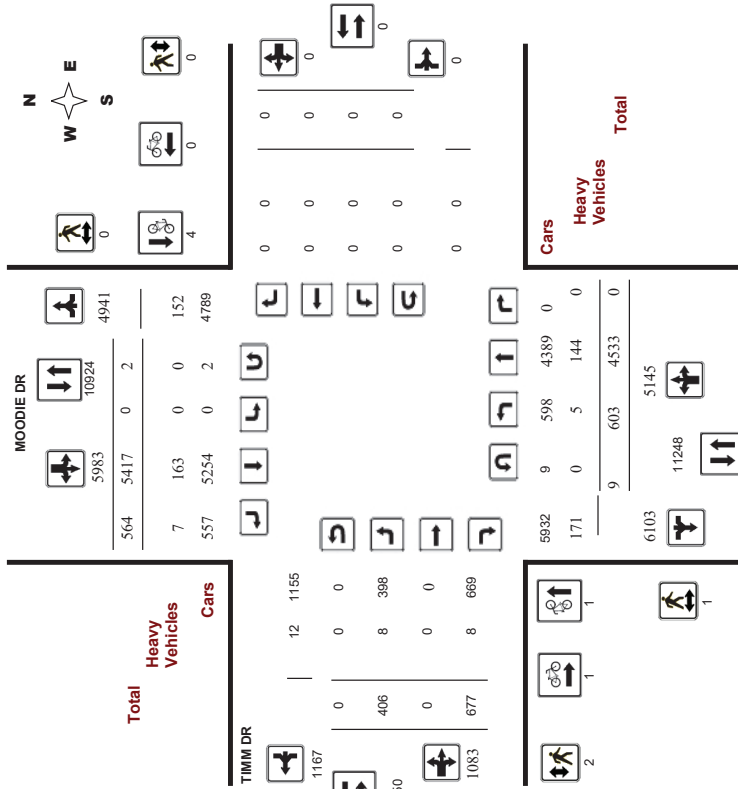 N
W E
S
MOODIE DR
5983
10924
4941
564 5417 0 2
7 163 0 0 152
557 5254 0 2 4789
0
4
0
0
0
0
0
0 0 0 0
0 0 0 0 0
0 0 0 0 0
Total
Heavy
Vehicles
Cars
Cars
Heavy
Vehicles
Total
TIMM DR
1167
1083
12 1155
0 0 0
406 8 398
0 0 0
677 8 669
5932 9 598 4389 0
171 0 5 144 0
9 603 4533 0
6103
11248
5145
1
1
2
1